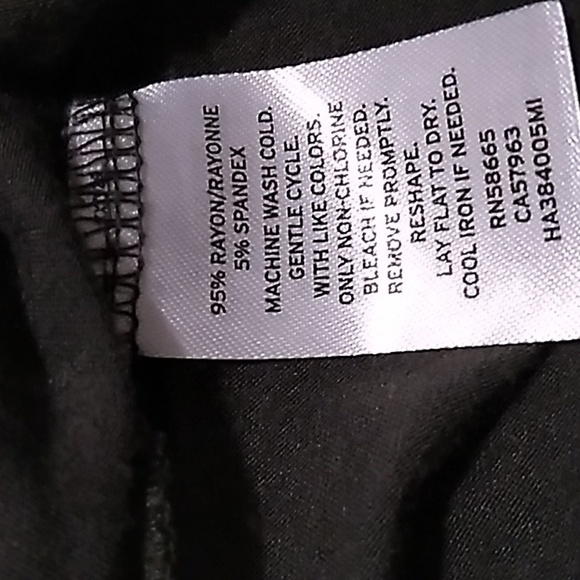 95% RAYON/RAYONNE
5% SPANDEX
MACHINE WASH COLD.
GENTLE CYCLE.
WITH LIKE COLORS.
ONLY NON-CHLORINE
BLEACH IF NEEDED.
REMOVE PROMPTLY.
RESHAPE.
LAY FLAT TO DRY.
COOL IRON IF NEEDED.
RN58665
CA57963
HA384005MI